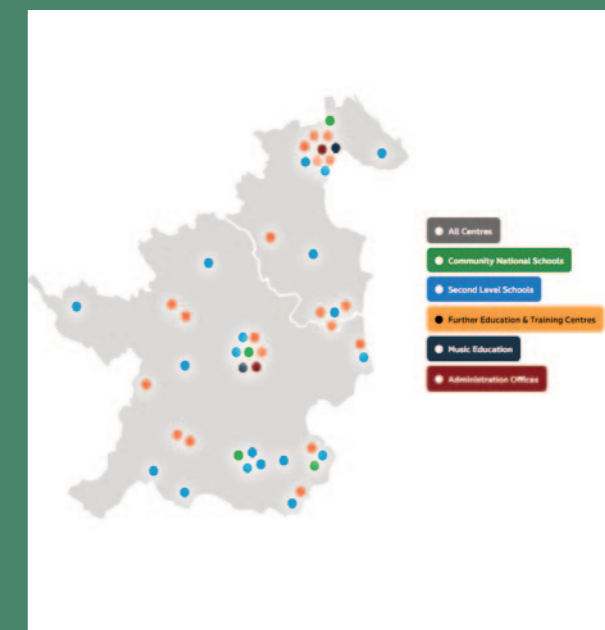 All Centres
Community National Schools
Second Level Schools
Further Education & Training Centres
Music Education
Administration Offices